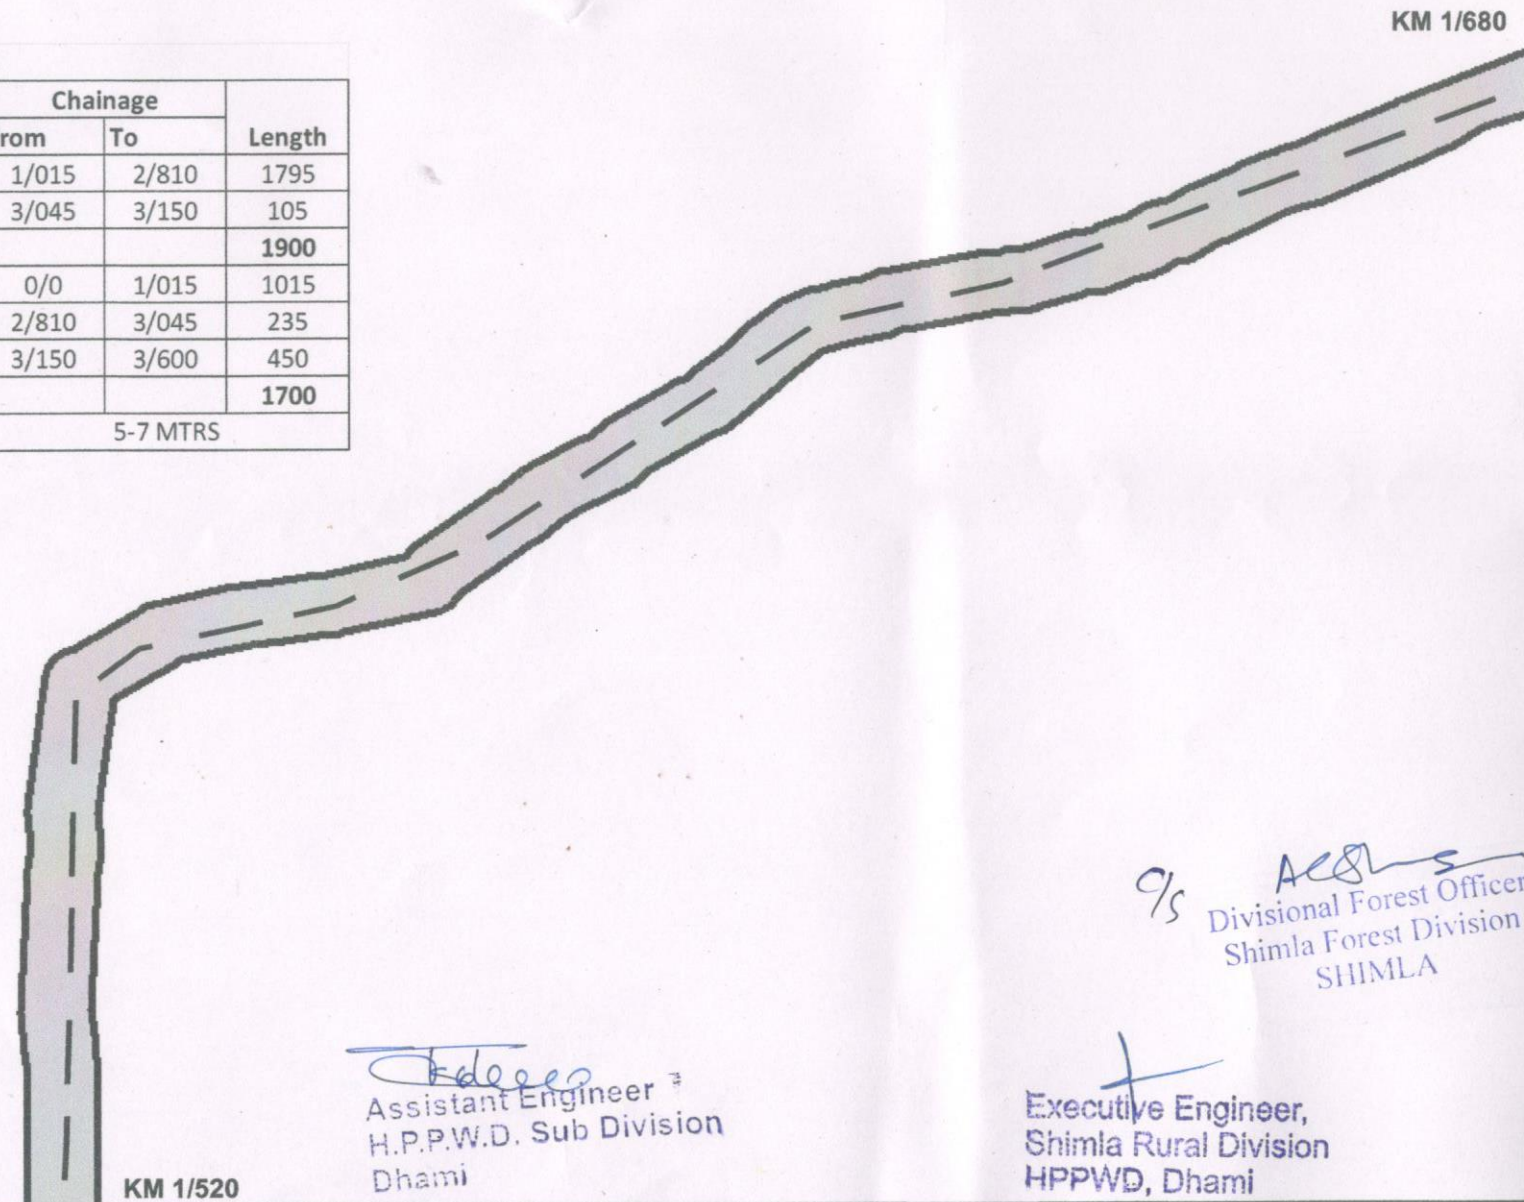 KM 1/680
Chainage
rom To Length
1/015 2/810 1795
3/045 3/150 105
1900
0/0 1/015 1015
2/810 3/045 235
3/150 3/600 450
1700
5-7 MTRS
C/S
Divisional Forest Officer
Shimla Forest Division
SHIMLA
Assistant Engineer
H.P.P.W.D. Sub Division
Dhami
Executive Engineer,
Shimla Rural Division
HPPWD, Dhami
KM 1/520